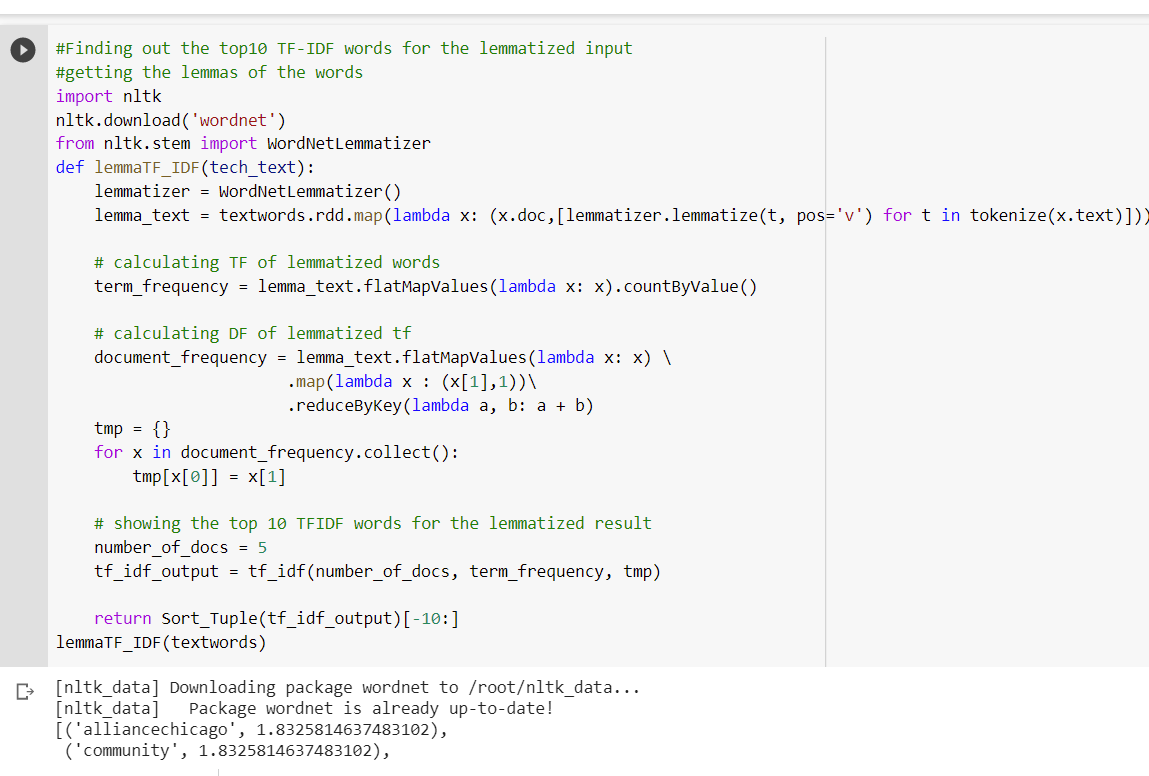 #Finding out the top10 TF-IDF words for the lemmatized input
#getting the lemmas of the words
import nltk
nltk.download('wordnet')
from nltk.stem import WordNetLemmatizer
def lemmaTF_IDF(tech_text):
    lemmatizer = WordNetLemmatizer()
    lemma_text = textwords.rdd.map(lambda x: (x.doc,[lemmatizer.lemmatize(t, pos='v') for t in tokenize(x.text)]))
    # calculating TF of lemmatized words
    term_frequency = lemma_text.flatMapValues(lambda x: x).countByValue()
    # calculating DF of lemmatized tf
    document_frequency = lemma_text.flatMapValues(lambda x: x) \
                        .map(lambda x : (x[1],1))\
                        .reduceByKey(lambda a, b: a + b)
    tmp = {}
    for x in document_frequency.collect():
        tmp[x[0]] = x[1]
    # showing the top 10 TFIDF words for the lemmatized result
    number_of_docs = 5
    tf_idf_output = tf_idf(number_of_docs, term_frequency, tmp)
    return Sort_Tuple(tf_idf_output)[-10:]
lemmaTF_IDF(textwords)
[nltk_data] Downloading package wordnet to /root/nltk_data...
[nltk_data]   Package wordnet is already up-to-date!
[('alliancechicago', 1.8325814637483102),
 ('community', 1.8325814637483102),